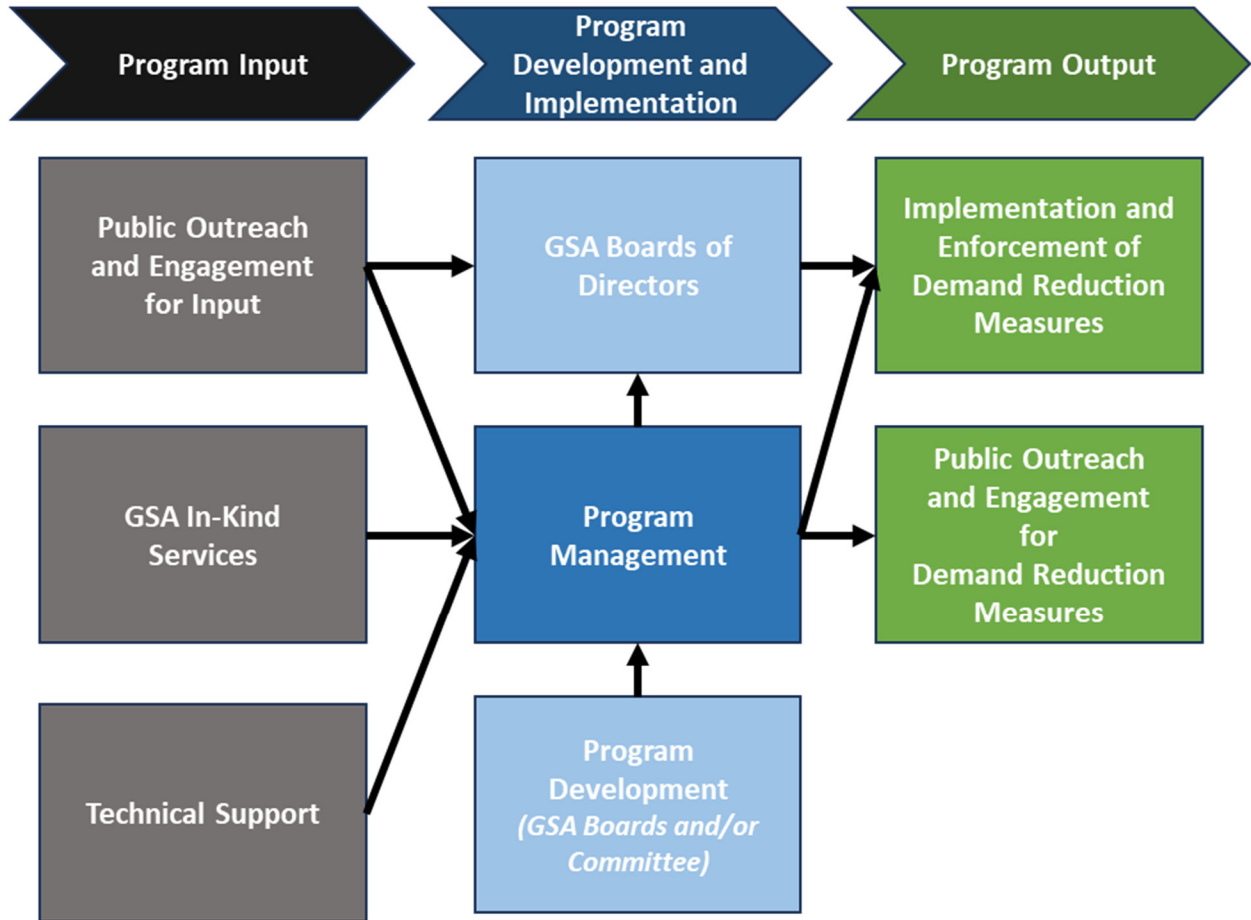 Program Input
Program
Development and
Implementation
Program Output
Public Outreach
and Engagement
for Input
GSA Boards of
Directors
Implementation and
Enforcement of
Demand Reduction
Measures
GSA In-Kind
Services
Program
Management
Public Outreach
and Engagement
for
Demand Reduction
Measures
Technical Support
Program
Development
(GSA Boards and/or
Committee)